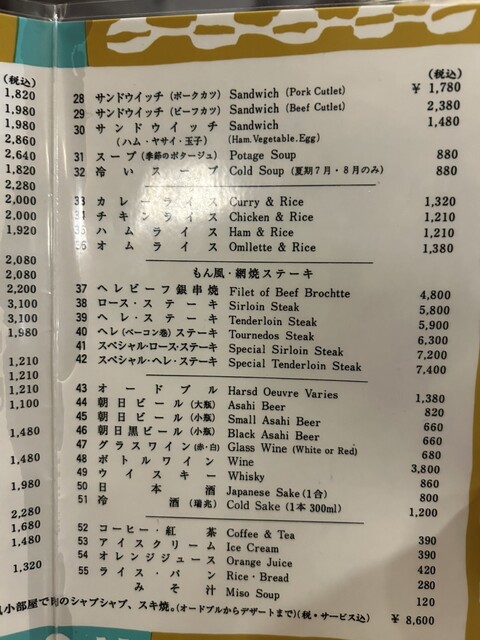 (税込)
1,820
1,980
1,980
2,860
2,640
1,820
2,280
2,000
2,000
1,920
2,080
2,080
2,200
3,100
3,100
1,980
1,210
1,210
1,210
1,100
1,480
1,480
1,980
2,280
1,680
1,480
1,320
(税込)
28 サンドウイッチ (ポークカツ) Sandwich (Pork Cutlet) ¥ 1,780
29 サンドウイッチ (ビーフカツ) Sandwich (Beef Cutlet) 2,380
30 サンドウィッチ Sandwich 1,480
(ハム・ヤサイ・玉子) (Ham.Vegetable.Egg)
31 スープ (季節のポタージュ) Potage Soup 880
32 冷いスープ Cold Soup (夏期7月・8月のみ) 880
33 カレーライス Curry & Rice 1,320
34 チキンライス Chicken & Rice 1,210
35 ハムライス Ham & Rice 1,210
36 オムライス Omllette & Rice 1,380
もん風・網焼ステーキ
37 ヘレビーフ銀串焼 Filet of Beef Brochtte 4,800
38 ロース・ステーキ Sirloin Steak 5,800
39 ヘレ・ステーキ Tenderloin Steak 5,900
40 ヘレ(ベーコン巻)ステーキ Tournedos Steak 6,300
41 スペシャル・ロース・ステーキ Special Sirloin Steak 7,200
42 スペシャル・ヘレ・ステーキ Special Tenderloin Steak 7,400
43 オードブル Harsd Oeuvre Varies 1,380
44 朝日ビール (大瓶) Asahi Beer 820
45 朝日ビール (小瓶) Small Asahi Beer 660
46 朝日黒ビール (小瓶) Black Asahi Beer 660
47 グラスワイン (赤・白) Glass Wine (White or Red) 680
48 ボトルワイン Wine 3,800
49 ウイスキー Whisky 860
50 日本酒 Japanese Sake (1合) 800
51 冷酒 (瑞兆) Cold Sake (1本 300ml) 1,200
52 コーヒー・紅茶 Coffee & Tea 390
53 アイスクリーム Ice Cream 390
54 オレンジジュース Orange Juice 420
55 ライス・パン Rice・Bread 280
みそ汁 Miso Soup 120
小部屋で肉のシャブシャブ、スキ焼。(オードブルからデザートまで)(税・サービス込) ¥ 8,600